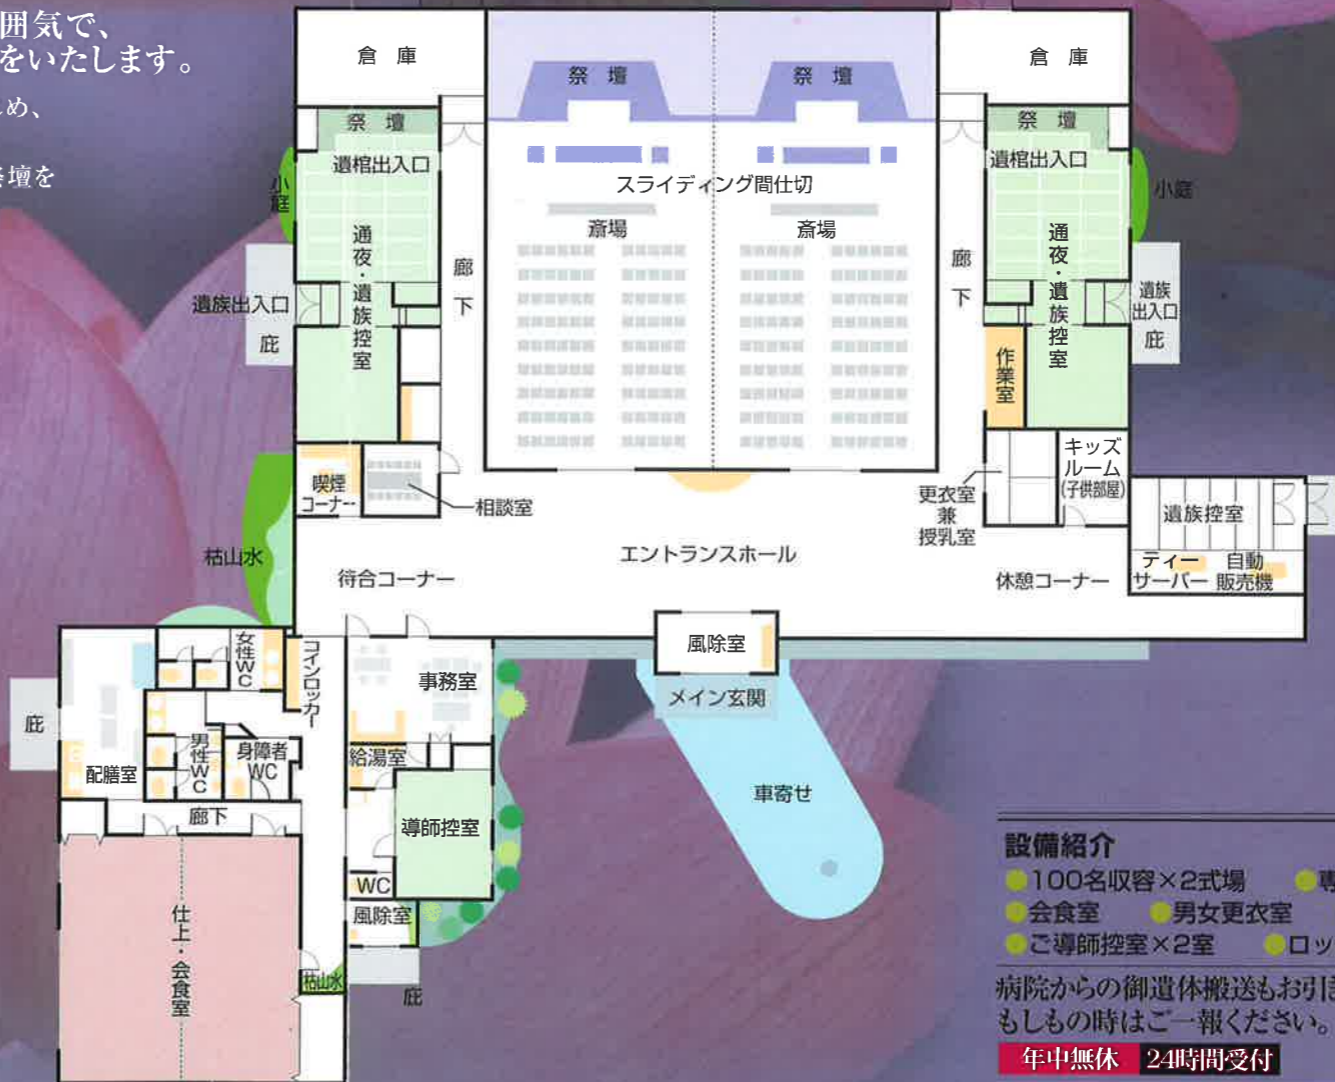 囲気で、
をいたします。
め、
祭壇を
倉庫
倉庫
祭壇
祭壇
祭壇
祭壇
遺棺出入口
遺棺出入口
スライディング間仕切
小庭
小庭
斎場
斎場
通夜・遺族控室
通夜・遺族控室
廊下
廊下
遺族出入口
遺族
出入口
庇
庇
作業室
キッズ
ルーム
(子供部屋)
喫煙
コーナー
相談室
更衣室
兼
授乳室
遺族控室
エントランスホール
枯山水
待合コーナー
休憩コーナー
ティー
サーバー
自動
販売機
風除室
女性WC
コインロッカー
事務室
メイン玄関
庇
男性WC
身障者
WC
給湯室
配膳室
車寄せ
廊下
導師控室
WC
風除室
仕上・会食室
枯山水
庇
設備紹介
●100名収容×2式場 ●専
●会食室 ●男女更衣室
●ご導師控室×2室 ●ロッ
病院からの御遺体搬送もお引
もしもの時はご一報ください。
年中無休 24時間受付